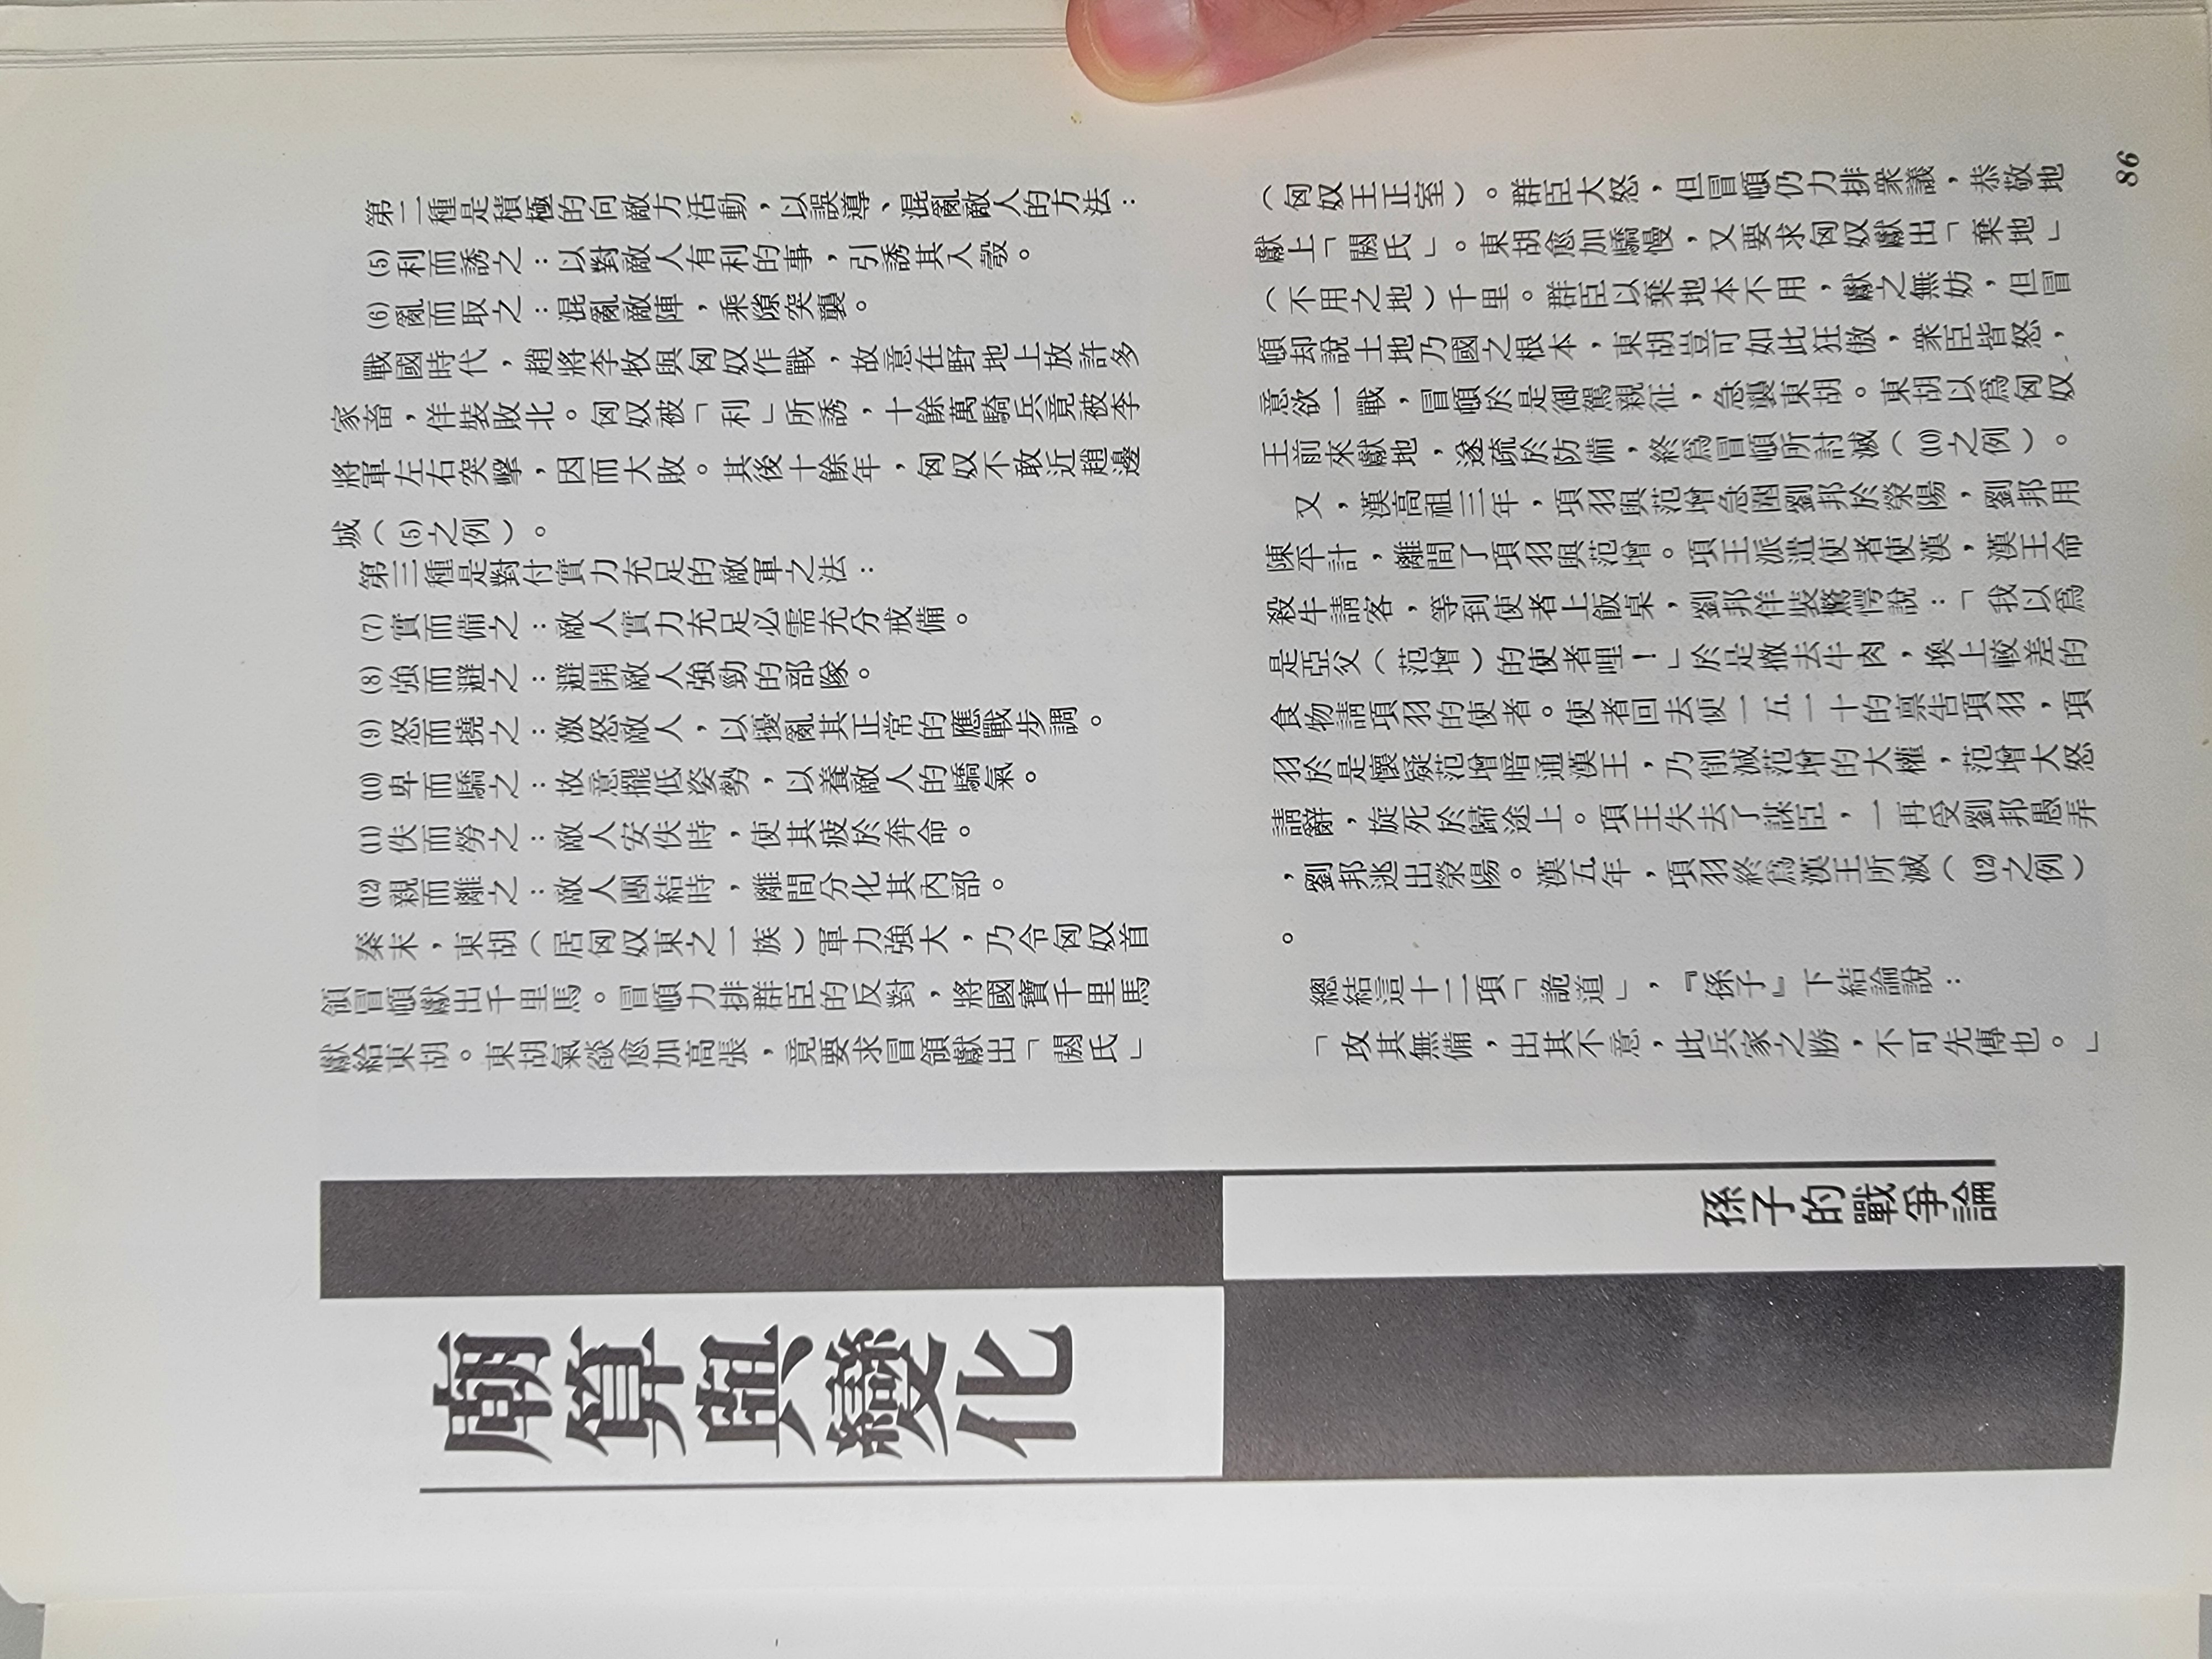 第二種是積極的向敵方活動，以誤導、混亂敵人的方法：
⑸利而誘之：以對敵人有利的事，引誘其入彀。
⑹亂而取之：混亂敵陣，乘隙突襲。
戰國時代，趙將李牧與匈奴作戰，故意在野地上放許多
家畜，佯裝敗北。匈奴被「利」所誘，十餘萬騎兵竟被李
將軍左右突擊，因而大敗。其後十餘年，匈奴不敢近趙邊
城（⑸之例）。
第三種是對付實力充足的敵軍之法：
⑺實而備之：敵人實力充足必需充分戒備。
⑻強而避之：避開敵人強勁的部隊。
⑼怒而撓之：激怒敵人，以擾亂其正常的應戰步調。
⑽卑而驕之：故意擺低姿勢，以養敵人的驕氣。
⑾佚而勞之：敵人安佚時，使其疲於奔命。
⑿親而離之：敵人團結時，離間分化其內部。
秦末，東胡（居匈奴東之一族）軍力強大，乃令匈奴首
領冒頓獻出千里馬。冒頓力排群臣的反對，將國寶千里馬
獻給東胡。東胡氣燄愈加高張，竟要求冒領獻出「閼氏」
（匈奴王正室）。群臣大怒，但冒頓仍力排衆議，恭敬地
獻上「閼氏」。東胡愈加驕慢，又要求匈奴獻出「棄地」
（不用之地）千里。群臣以棄地本不用，獻之無妨，但冒
頓却說土地乃國之根本，東胡豈可如此狂傲，衆臣皆怒，
意欲一戰，冒頓於是御駕親征，急襲東胡。東胡以爲匈奴
王前來獻地，遂疏於防備，終爲冒頓所討滅（⑽之例）。
又，漢高祖三年，項羽與范增急圍劉邦於滎陽，劉邦用
陳平計，離間了項羽與范增。項王派遣使者使漢，漢王命
殺牛請客，等到使者上飯桌，劉邦佯裝驚愕說：「我以爲
是亞父（范增）的使者哩！」於是撤去牛肉，換上較差的
食物請項羽的使者。使者回去便一五一十的禀告項羽，項
羽於是懷疑范增暗通漢王，乃削減范增的大權，范增大怒
請辭，旋死於歸途上。項王失去了謀臣，一再受劉邦愚弄
，劉邦逃出滎陽。漢五年，項羽終爲漢王所滅（⑿之例）
。
總結這十二項「詭道」，『孫子』下結論說：
「攻其無備，出其不意，此兵家之勝，不可先傳也。」
孫子的戰爭論
廟算與變化
86